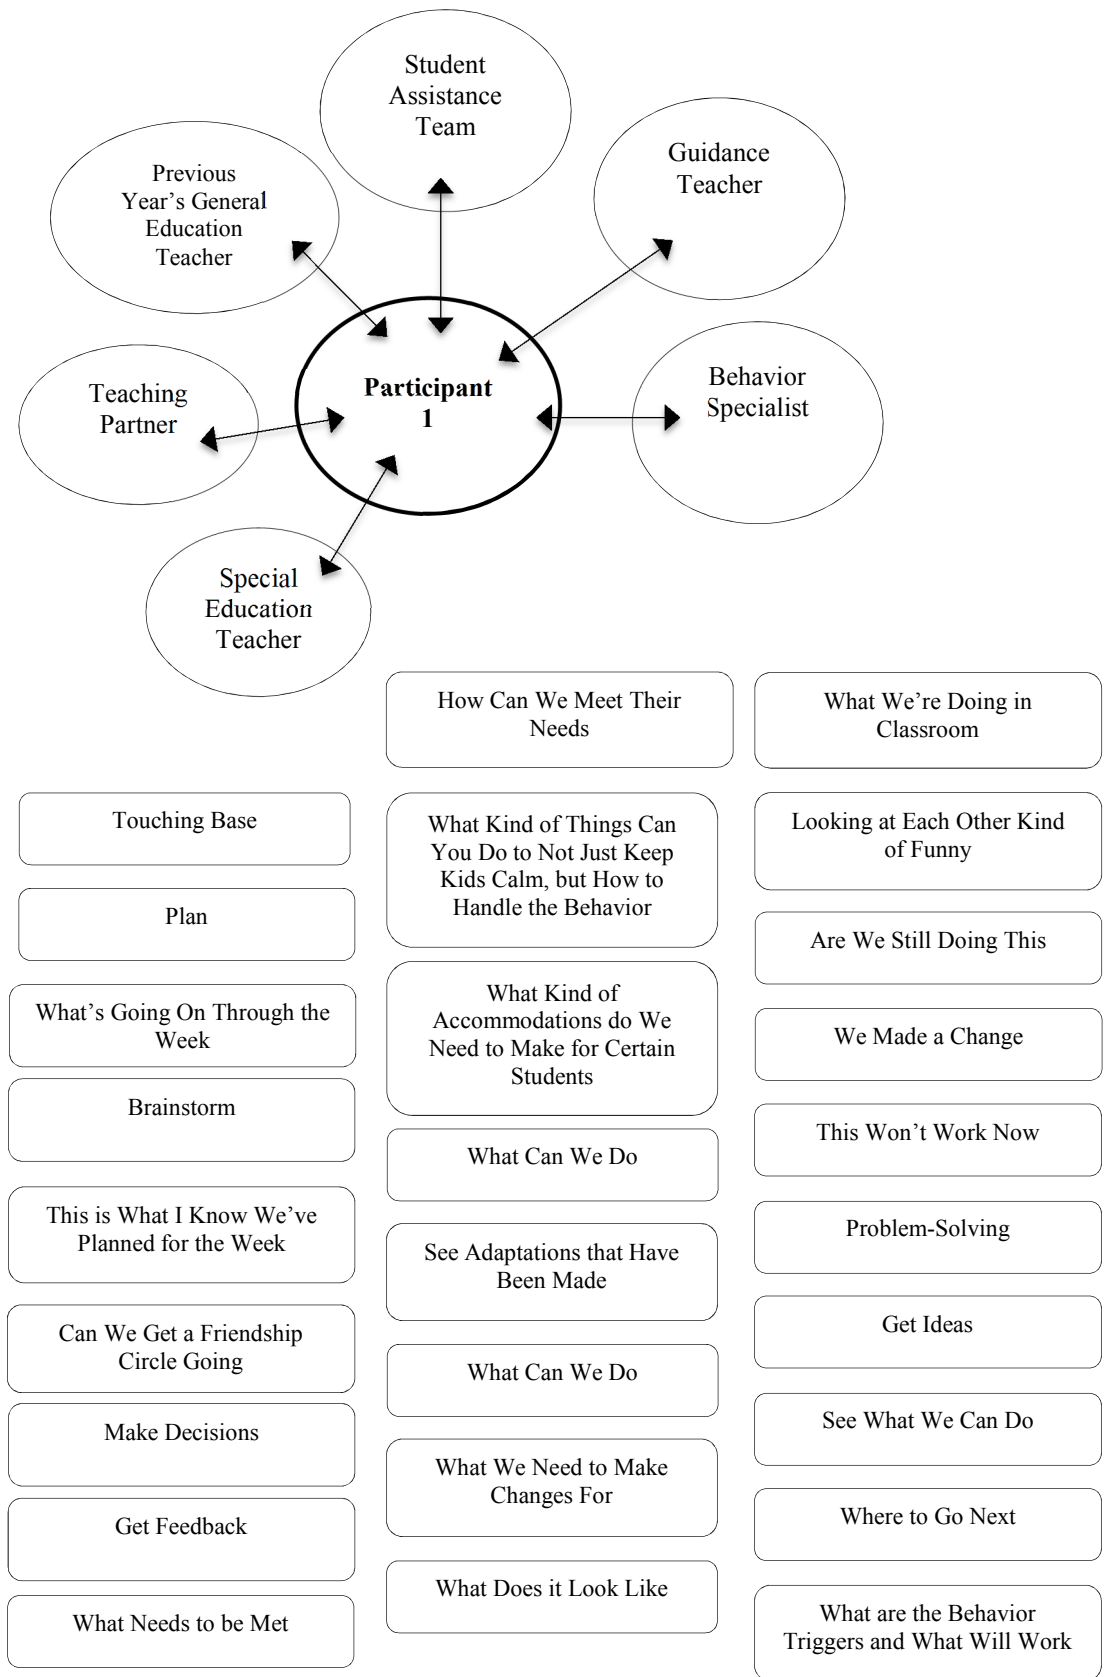 Student
Assistance
Team
Guidance
Teacher
Previous
Year’s General
Education
Teacher
Behavior
Specialist
Participant
1
Teaching
Partner
Special
Education
Teacher
Touching Base
Plan
What’s Going On Through the
Week
Brainstorm
This is What I Know We’ve
Planned for the Week
Can We Get a Friendship
Circle Going
Make Decisions
Get Feedback
What Needs to be Met
How Can We Meet Their
Needs
What Kind of Things Can
You Do to Not Just Keep
Kids Calm, but How to
Handle the Behavior
What Kind of
Accommodations do We
Need to Make for Certain
Students
What Can We Do
See Adaptations that Have
Been Made
What Can We Do
What We Need to Make
Changes For
What Does it Look Like
What We’re Doing in
Classroom
Looking at Each Other Kind
of Funny
Are We Still Doing This
We Made a Change
This Won’t Work Now
Problem-Solving
Get Ideas
See What We Can Do
Where to Go Next
What are the Behavior
Triggers and What Will Work